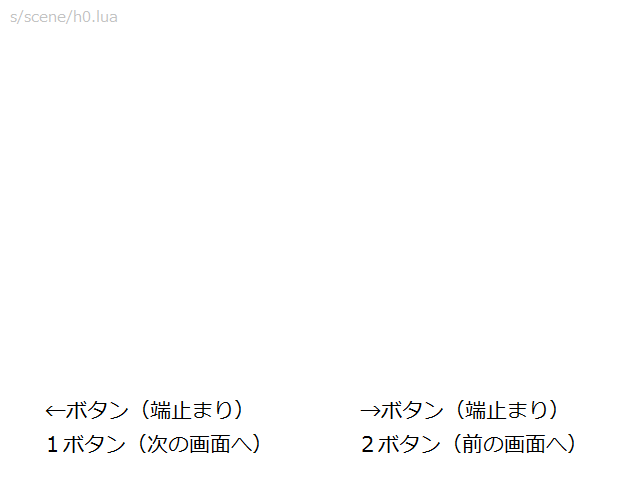 s/scene/h0.lua
←ボタン（端止まり） →ボタン（端止まり）
１ボタン（次の画面へ） ２ボタン（前の画面へ）